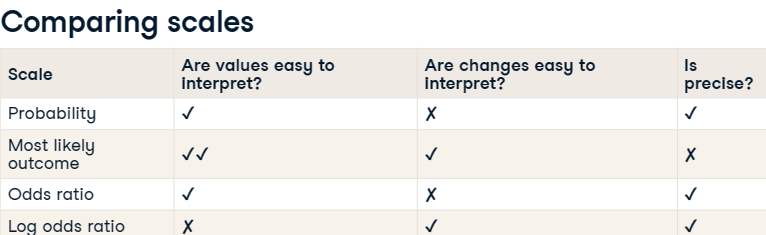 Comparing scales
Scale
Are values easy to
interpret?
Are changes easy to
interpret?
Is
precise?
Probability ✓ ✗ ✓
Most likely
outcome
✓✓ ✓ ✗
Odds ratio ✓ ✗ ✓
Log odds ratio ✗ ✓ ✓